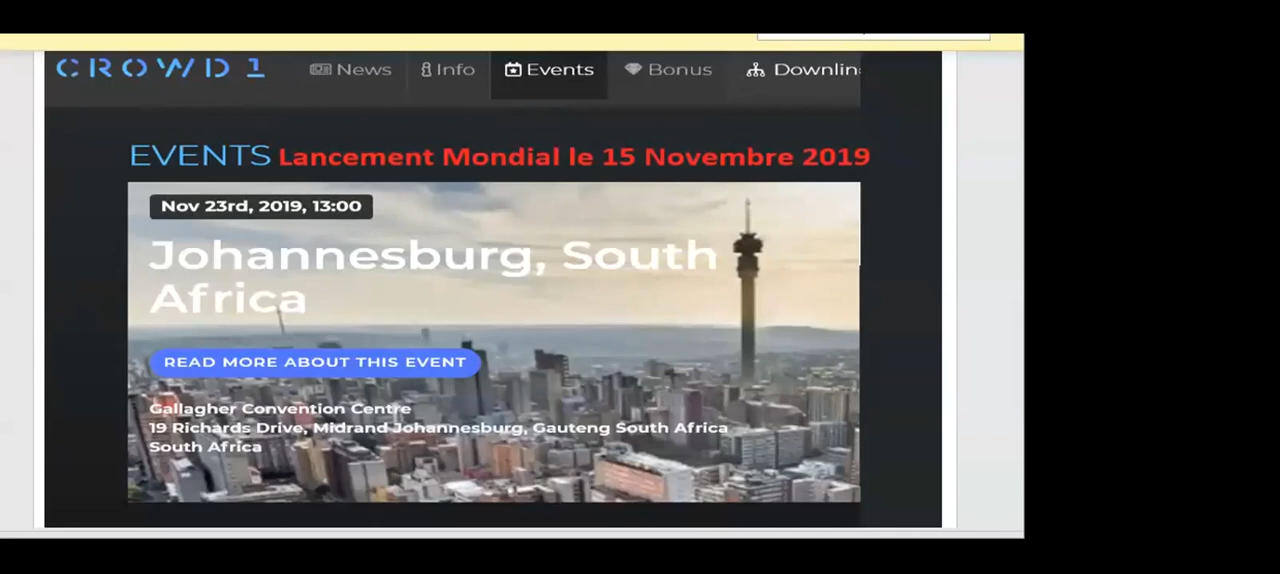 CROWD 1 News Info Events Bonus Downlin
EVENTS Lancement Mondial le 15 Novembre 2019
Nov 23rd, 2019, 13:00
Johannesburg, South
Africa
READ MORE ABOUT THIS EVENT
Gallagher Convention Centre
19 Richards Drive, Midrand Johannesburg, Gauteng South Africa
South Africa